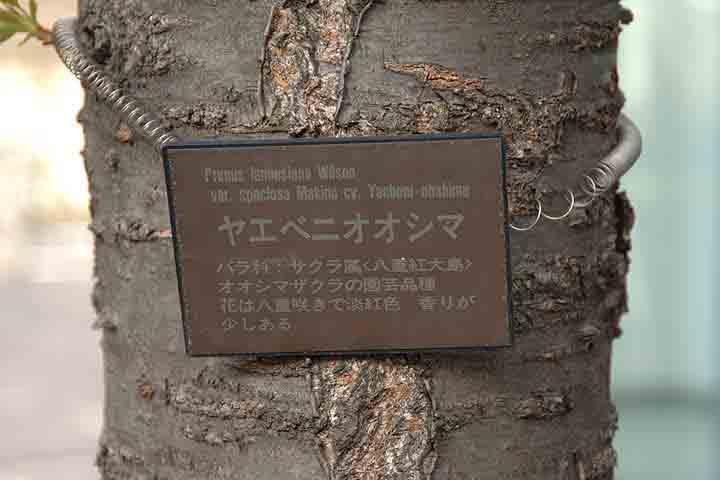 Prunus lannesiana Wilson
var. speciosa Makino cv. Yaebeni-ohshima
ヤエベニオオシマ
バラ科：サクラ属〈八重紅大島〉
オオシマザクラの園芸品種
花は八重咲きで淡紅色　香りが
少しある